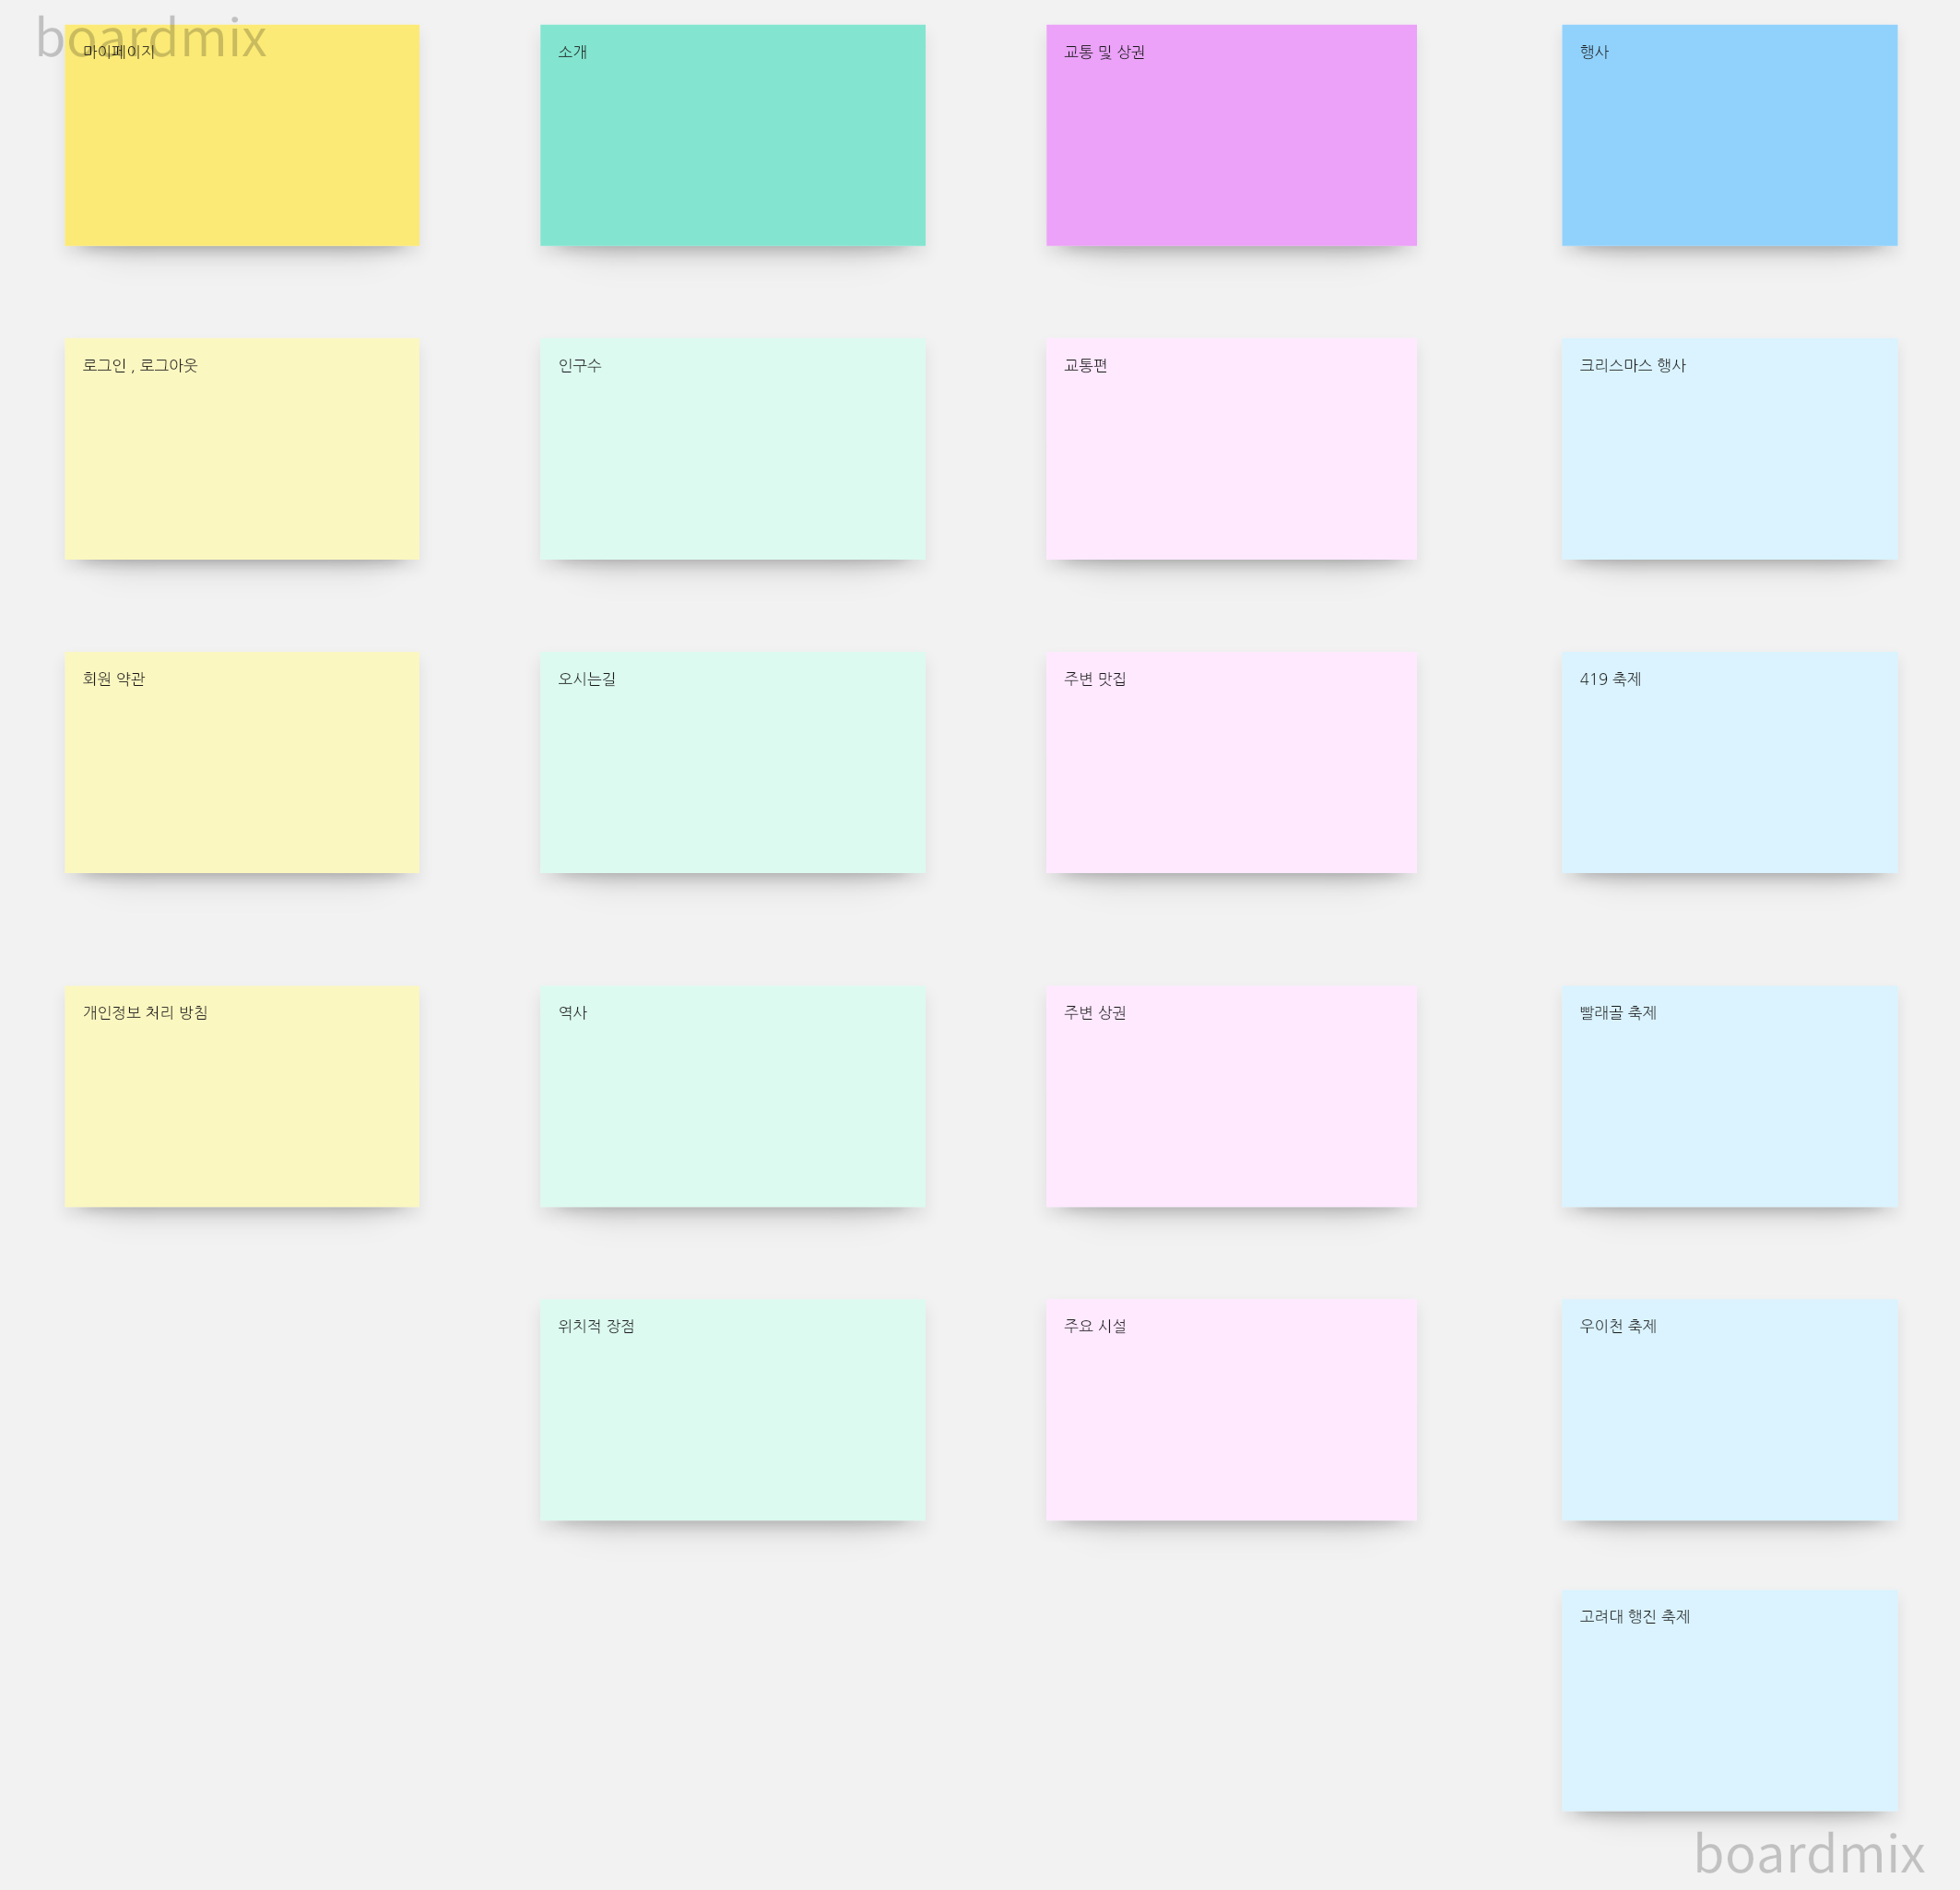 boardmix
마이페이지
소개
교통 및 상권
행사
로그인 , 로그아웃
인구수
교통편
크리스마스 행사
회원 약관
오시는길
주변 맛집
419 축제
개인정보 처리 방침
역사
주변 상권
빨래골 축제
위치적 장점
주요 시설
우이천 축제
고려대 행진 축제
boardmix